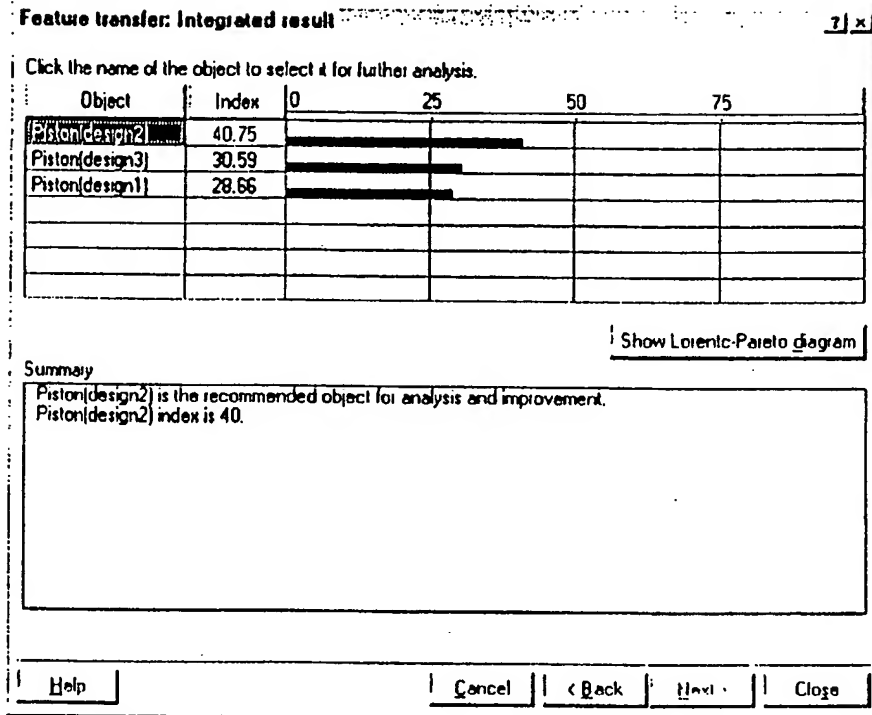 Feature transfer: Integrated result
Click the name of the object to select it for further analysis.
Object Index 0 25 50 75
Piston(design2) 40.75
Piston(design3) 30.59
Piston(design1) 28.66
Show Lorentc-Pareto diagram
Summary
Piston(design2) is the recommended object for analysis and improvement.
Piston(design2) index is 40.
Help Cancel < Back Next > Close